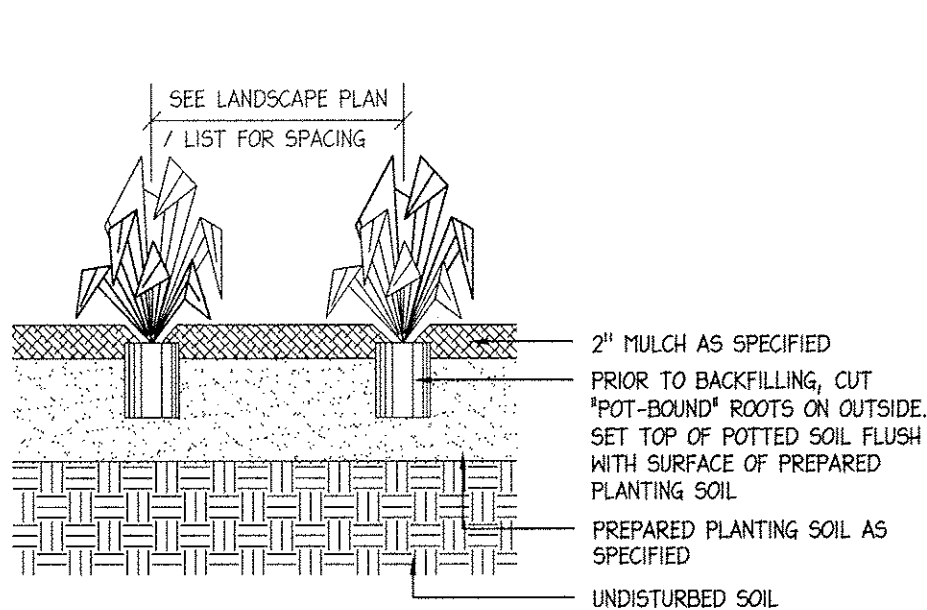 SEE LANDSCAPE PLAN
/ LIST FOR SPACING
2" MULCH AS SPECIFIED
PRIOR TO BACKFILLING, CUT
"POT-BOUND" ROOTS ON OUTSIDE.
SET TOP OF POTTED SOIL FLUSH
WITH SURFACE OF PREPARED
PLANTING SOIL
PREPARED PLANTING SOIL AS
SPECIFIED
UNDISTURBED SOIL